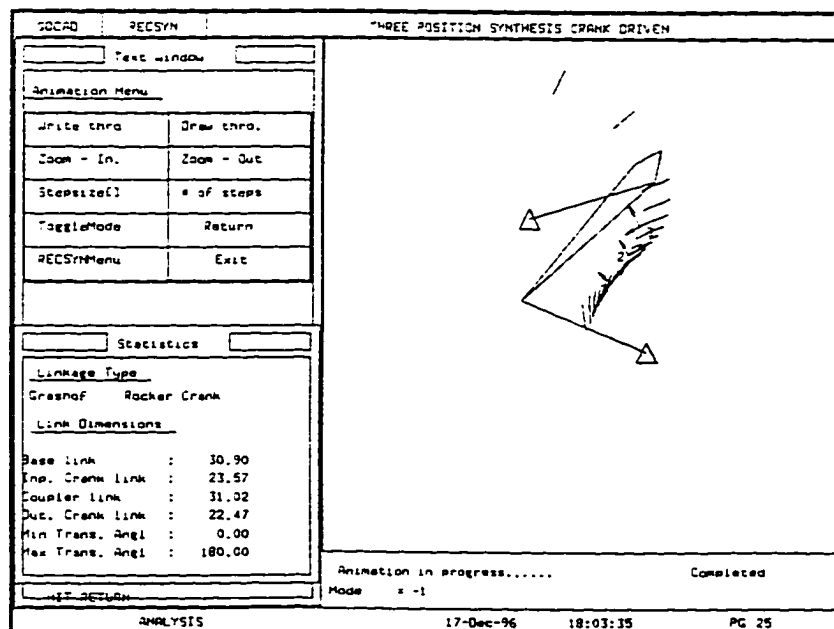 SOCAD RECSYN THREE POSITION SYNTHESIS CRANK DRIVEN
Text window
Animation Menu
Write thro Draw thro.
Zoom - In. Zoom - Out
Stepsize[] # of steps
ToggleMode Return
RECSYNMenu Exit
2
Statistics
Linkage Type
Grashof Rocker Crank
Link Dimensions
Base link : 30.90
Inp. Crank link : 23.57
Coupler link : 31.02
Out. Crank link : 22.47
Min Trans. Angl : 0.00
Max Trans. Angl : 180.00
Animation in progress...... Completed
Mode = -1
HIT RETURN
ANALYSIS 17-Dec-96 18:03:35 PG 25